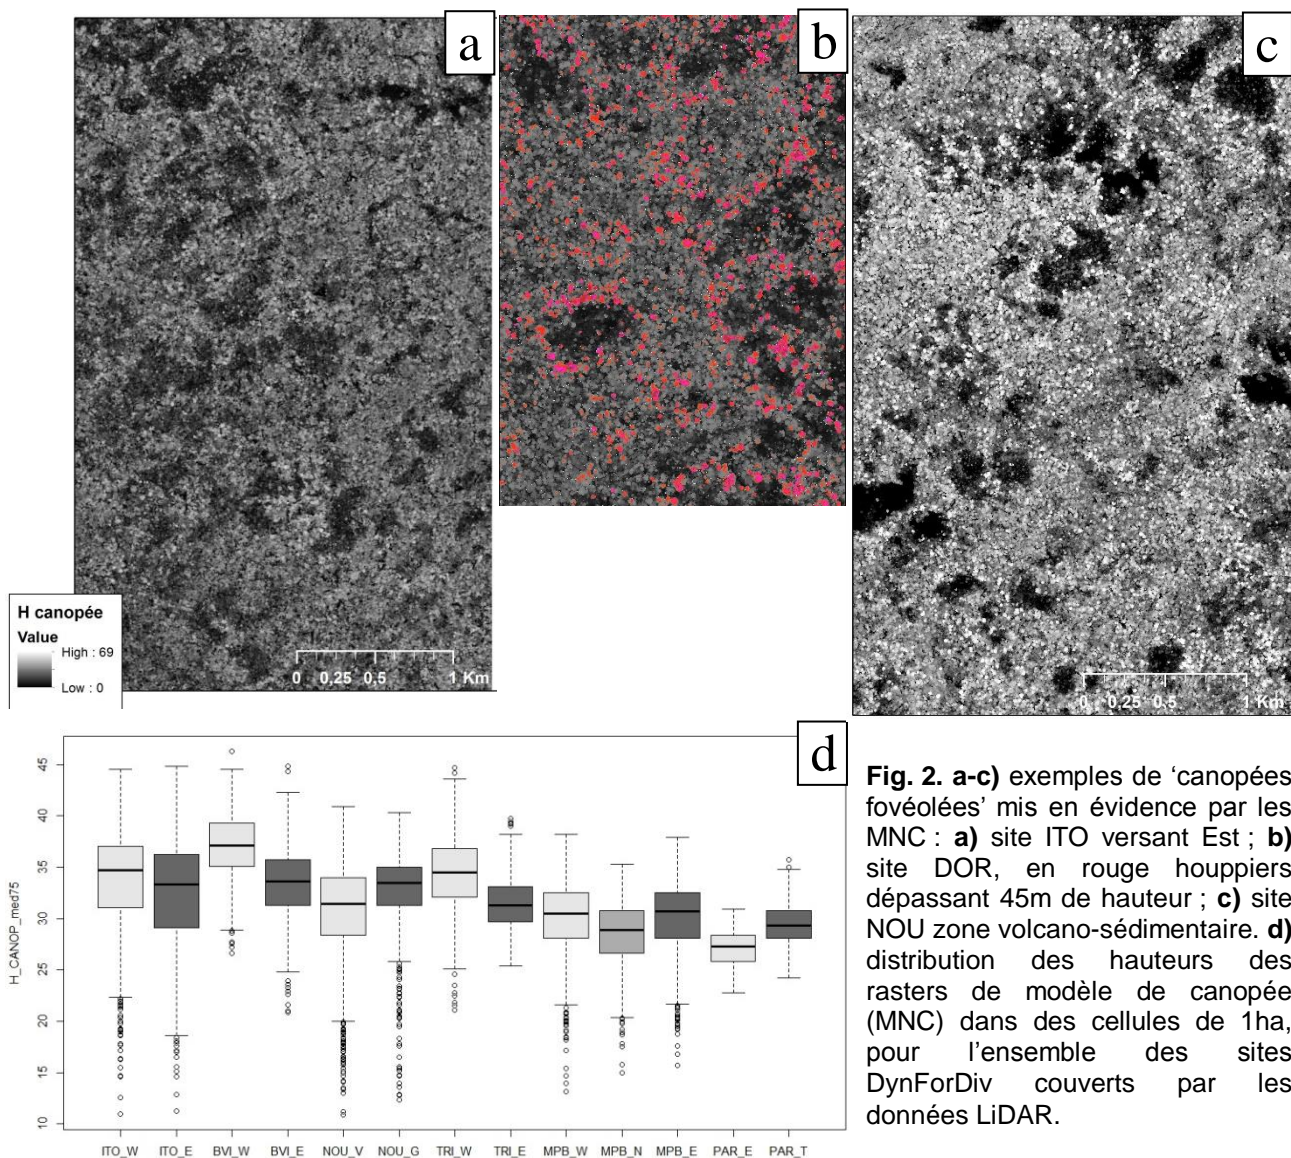 a
b
c
H canopée
Value
High : 69
Low : 0
0 0,25 0,5 1 Km
0 0,25 0,5 1 Km
d
H_CANOP_med75
45
40
35
30
25
20
15
10
ITO_W ITO_E BVI_W BVI_E NOU_V NOU_G TRI_W TRI_E MPB_W MPB_N MPB_E PAR_E PAR_T
Fig. 2. a-c) exemples de ‘canopées
fovéolées’ mis en évidence par les
MNC : a) site ITO versant Est ; b)
site DOR, en rouge houppiers
dépassant 45m de hauteur ; c) site
NOU zone volcano-sédimentaire. d)
distribution des hauteurs des
rasters de modèle de canopée
(MNC) dans des cellules de 1ha,
pour l’ensemble des sites
DynForDiv couverts par les
données LiDAR.